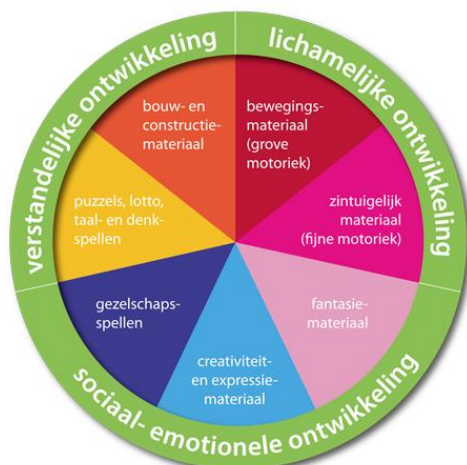 verstandelijke ontwikkeling
lichamelijke ontwikkeling
bouw- en
constructie-
materiaal
bewegings-
materiaal
(grove
motoriek)
puzzels, lotto,
taal- en denk-
spellen
zintuigelijk
materiaal
(fijne motoriek)
gezelschaps-
spellen
fantasie-
materiaal
creativiteit-
en expressie-
materiaal
sociaal- emotionele ontwikkeling